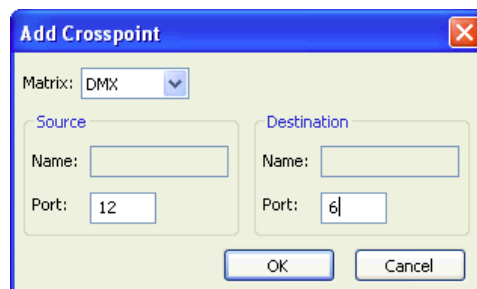 Add Crosspoint
Matrix: DMX
Source
Name:
Port: 12
Destination
Name:
Port: 6
OK
Cancel